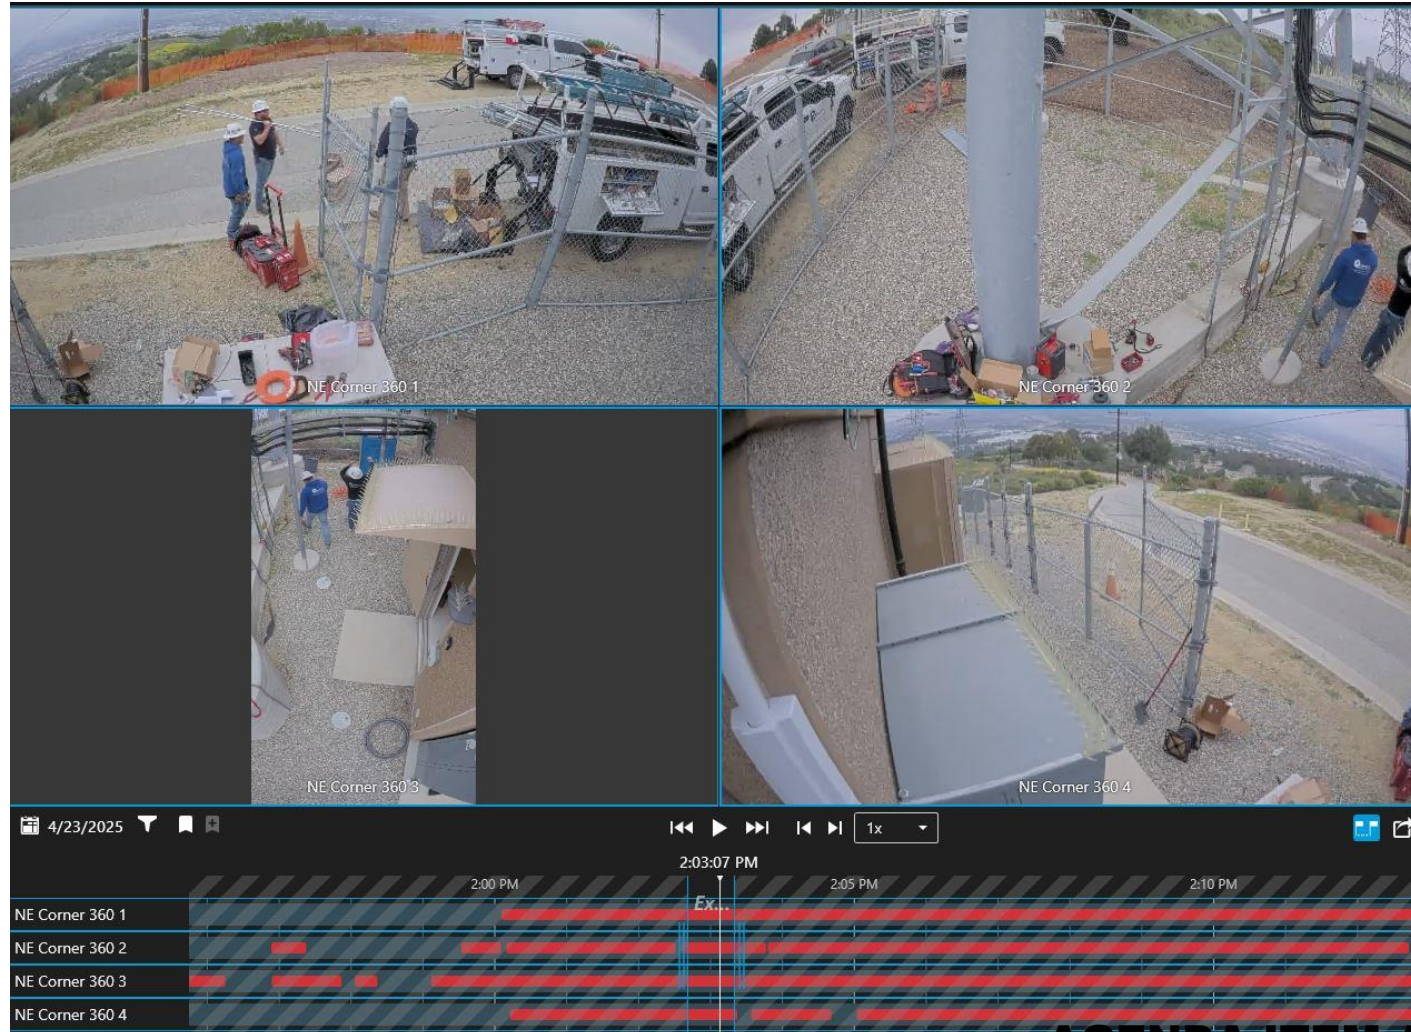 NE Corner 360 1
NE Corner 360 2
NE Corner 360 3
NE Corner 360 4
4/23/2025
1x
2:03:07 PM
2:00 PM
2:05 PM
2:10 PM
Ex...
NE Corner 360 1
NE Corner 360 2
NE Corner 360 3
NE Corner 360 4